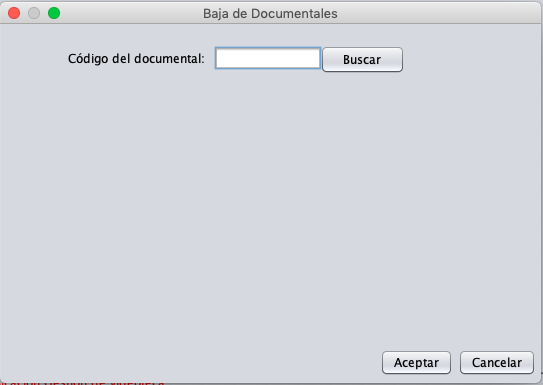 Baja de Documentales
Código del documental:
Buscar
Aceptar
Cancelar